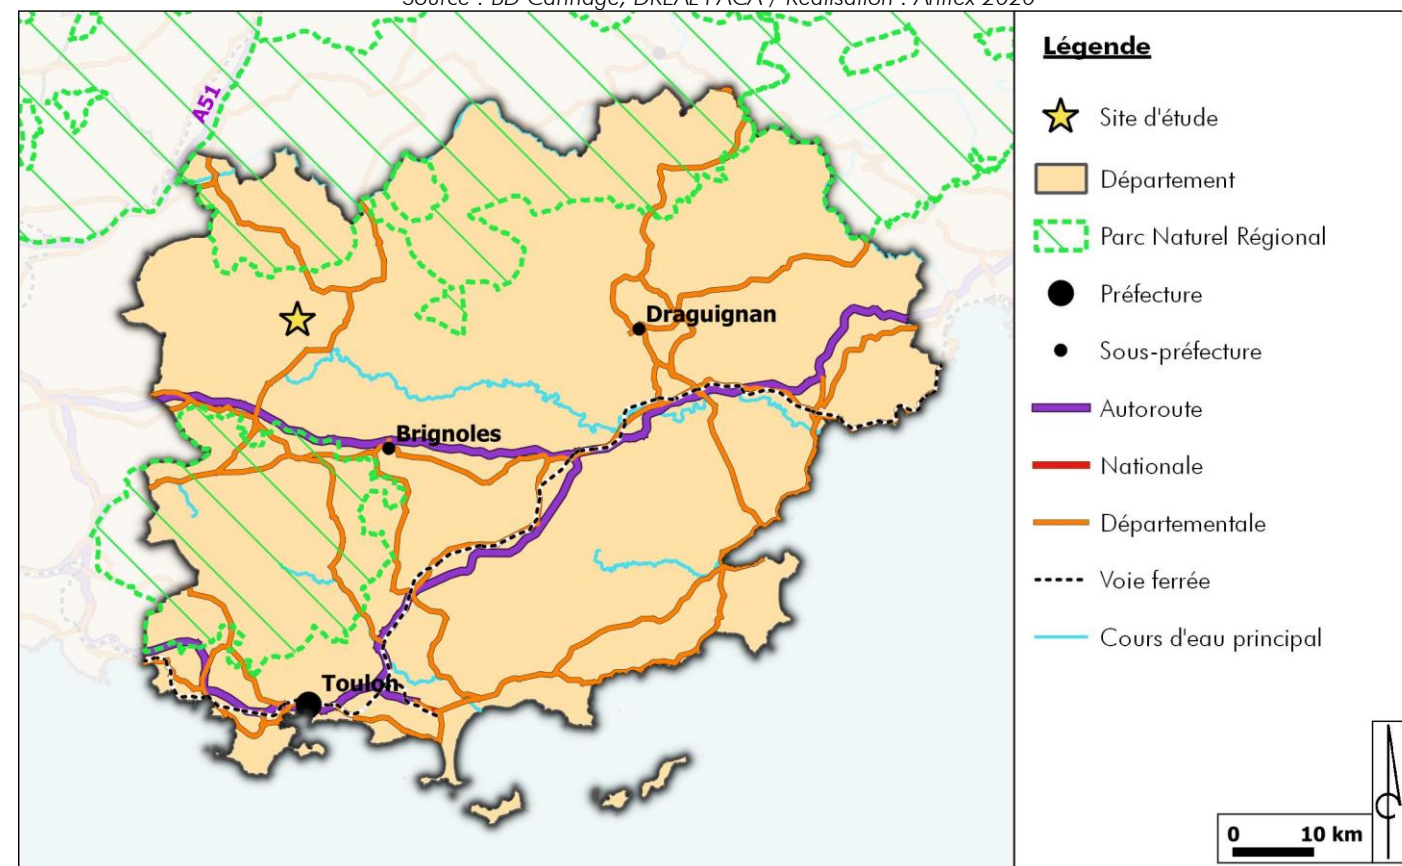 Source : BD Carthage, DREAL PACA / Réalisation : Artifex 2020
A51
Draguignan
Brignoles
Toulon
Légende
Site d'étude
Département
Parc Naturel Régional
Préfecture
Sous-préfecture
Autoroute
Nationale
Départementale
Voie ferrée
Cours d'eau principal
0 10 km